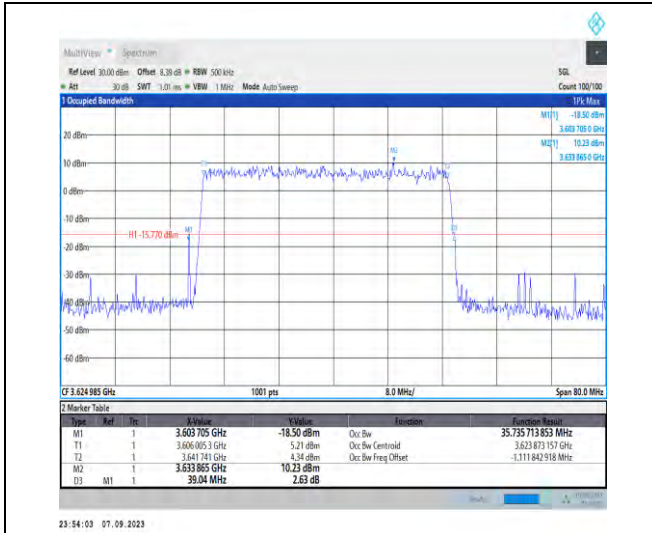 MultiView Spectrum
Ref Level 30.00 dBm Offset 8.39 dB RBW 500 kHz SGL
Att 30 dB SWT 1.01 ms VBW 1 MHz Mode Auto Sweep Count 100/100
1 Occupied Bandwidth 1Pk Max
M1[1] -18.50 dBm
3.603 705 0 GHz
M2[1] 10.23 dBm
3.633 865 0 GHz
20 dBm
10 dBm
0 dBm
-10 dBm
H1 -15.770 dBm
-20 dBm
-30 dBm
-40 dBm
-50 dBm
-60 dBm
M1
M2
CF 3.624 985 GHz 1001 pts 8.0 MHz/ Span 80.0 MHz
2 Marker Table
Type Ref Trc X-Value Y-Value Function Function Result
M1 1 3.603 705 GHz -18.50 dBm Occ Bw 35.735 713 853 MHz
T1 1 3.606 005 3 GHz 5.21 dBm Occ Bw Centroid 3.623 873 157 GHz
T2 1 3.641 741 GHz 4.34 dBm Occ Bw Freq Offset -1.111 842 918 MHz
M2 1 3.633 865 GHz 10.23 dBm
D3 M1 1 39.04 MHz 2.63 dB
23:54:03 07.09.2023